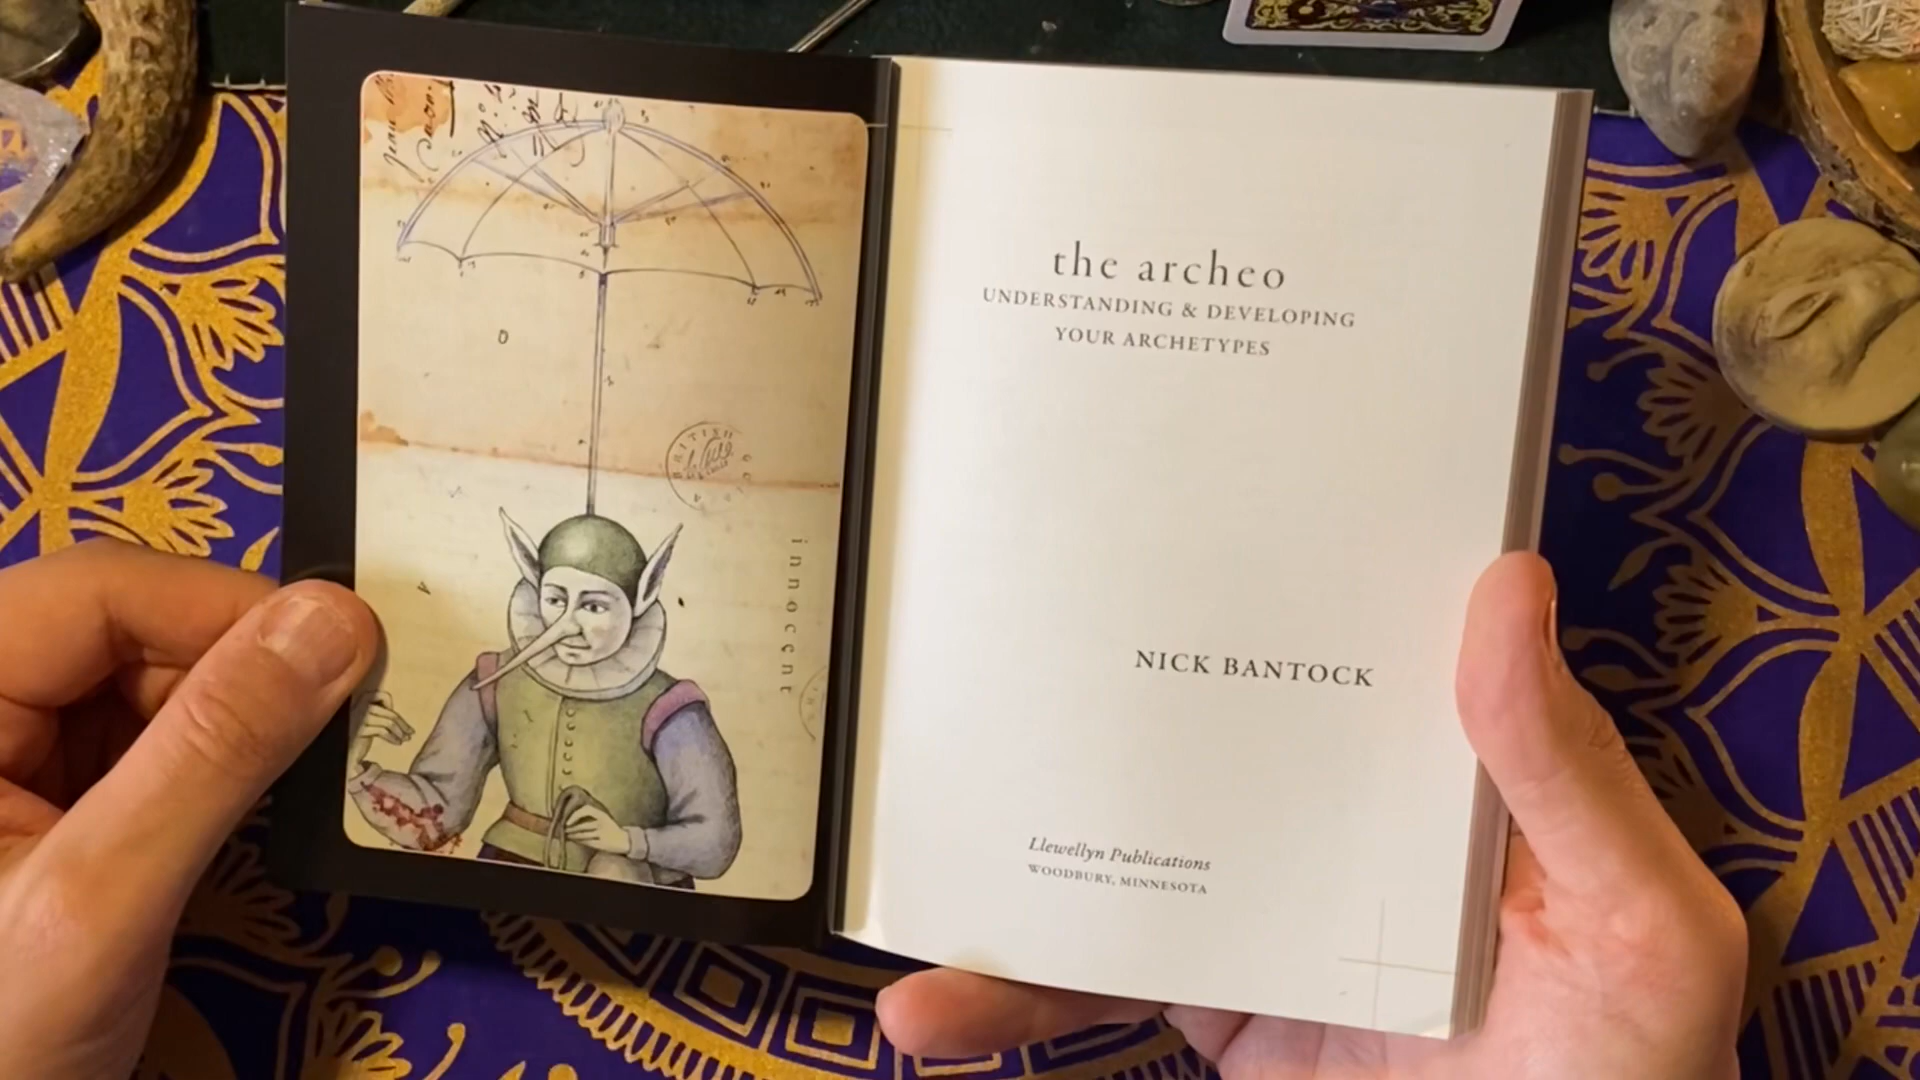 innocent
the archeo
UNDERSTANDING & DEVELOPING
YOUR ARCHETYPES
NICK BANTOCK
Llewellyn Publications
WOODBURY, MINNESOTA